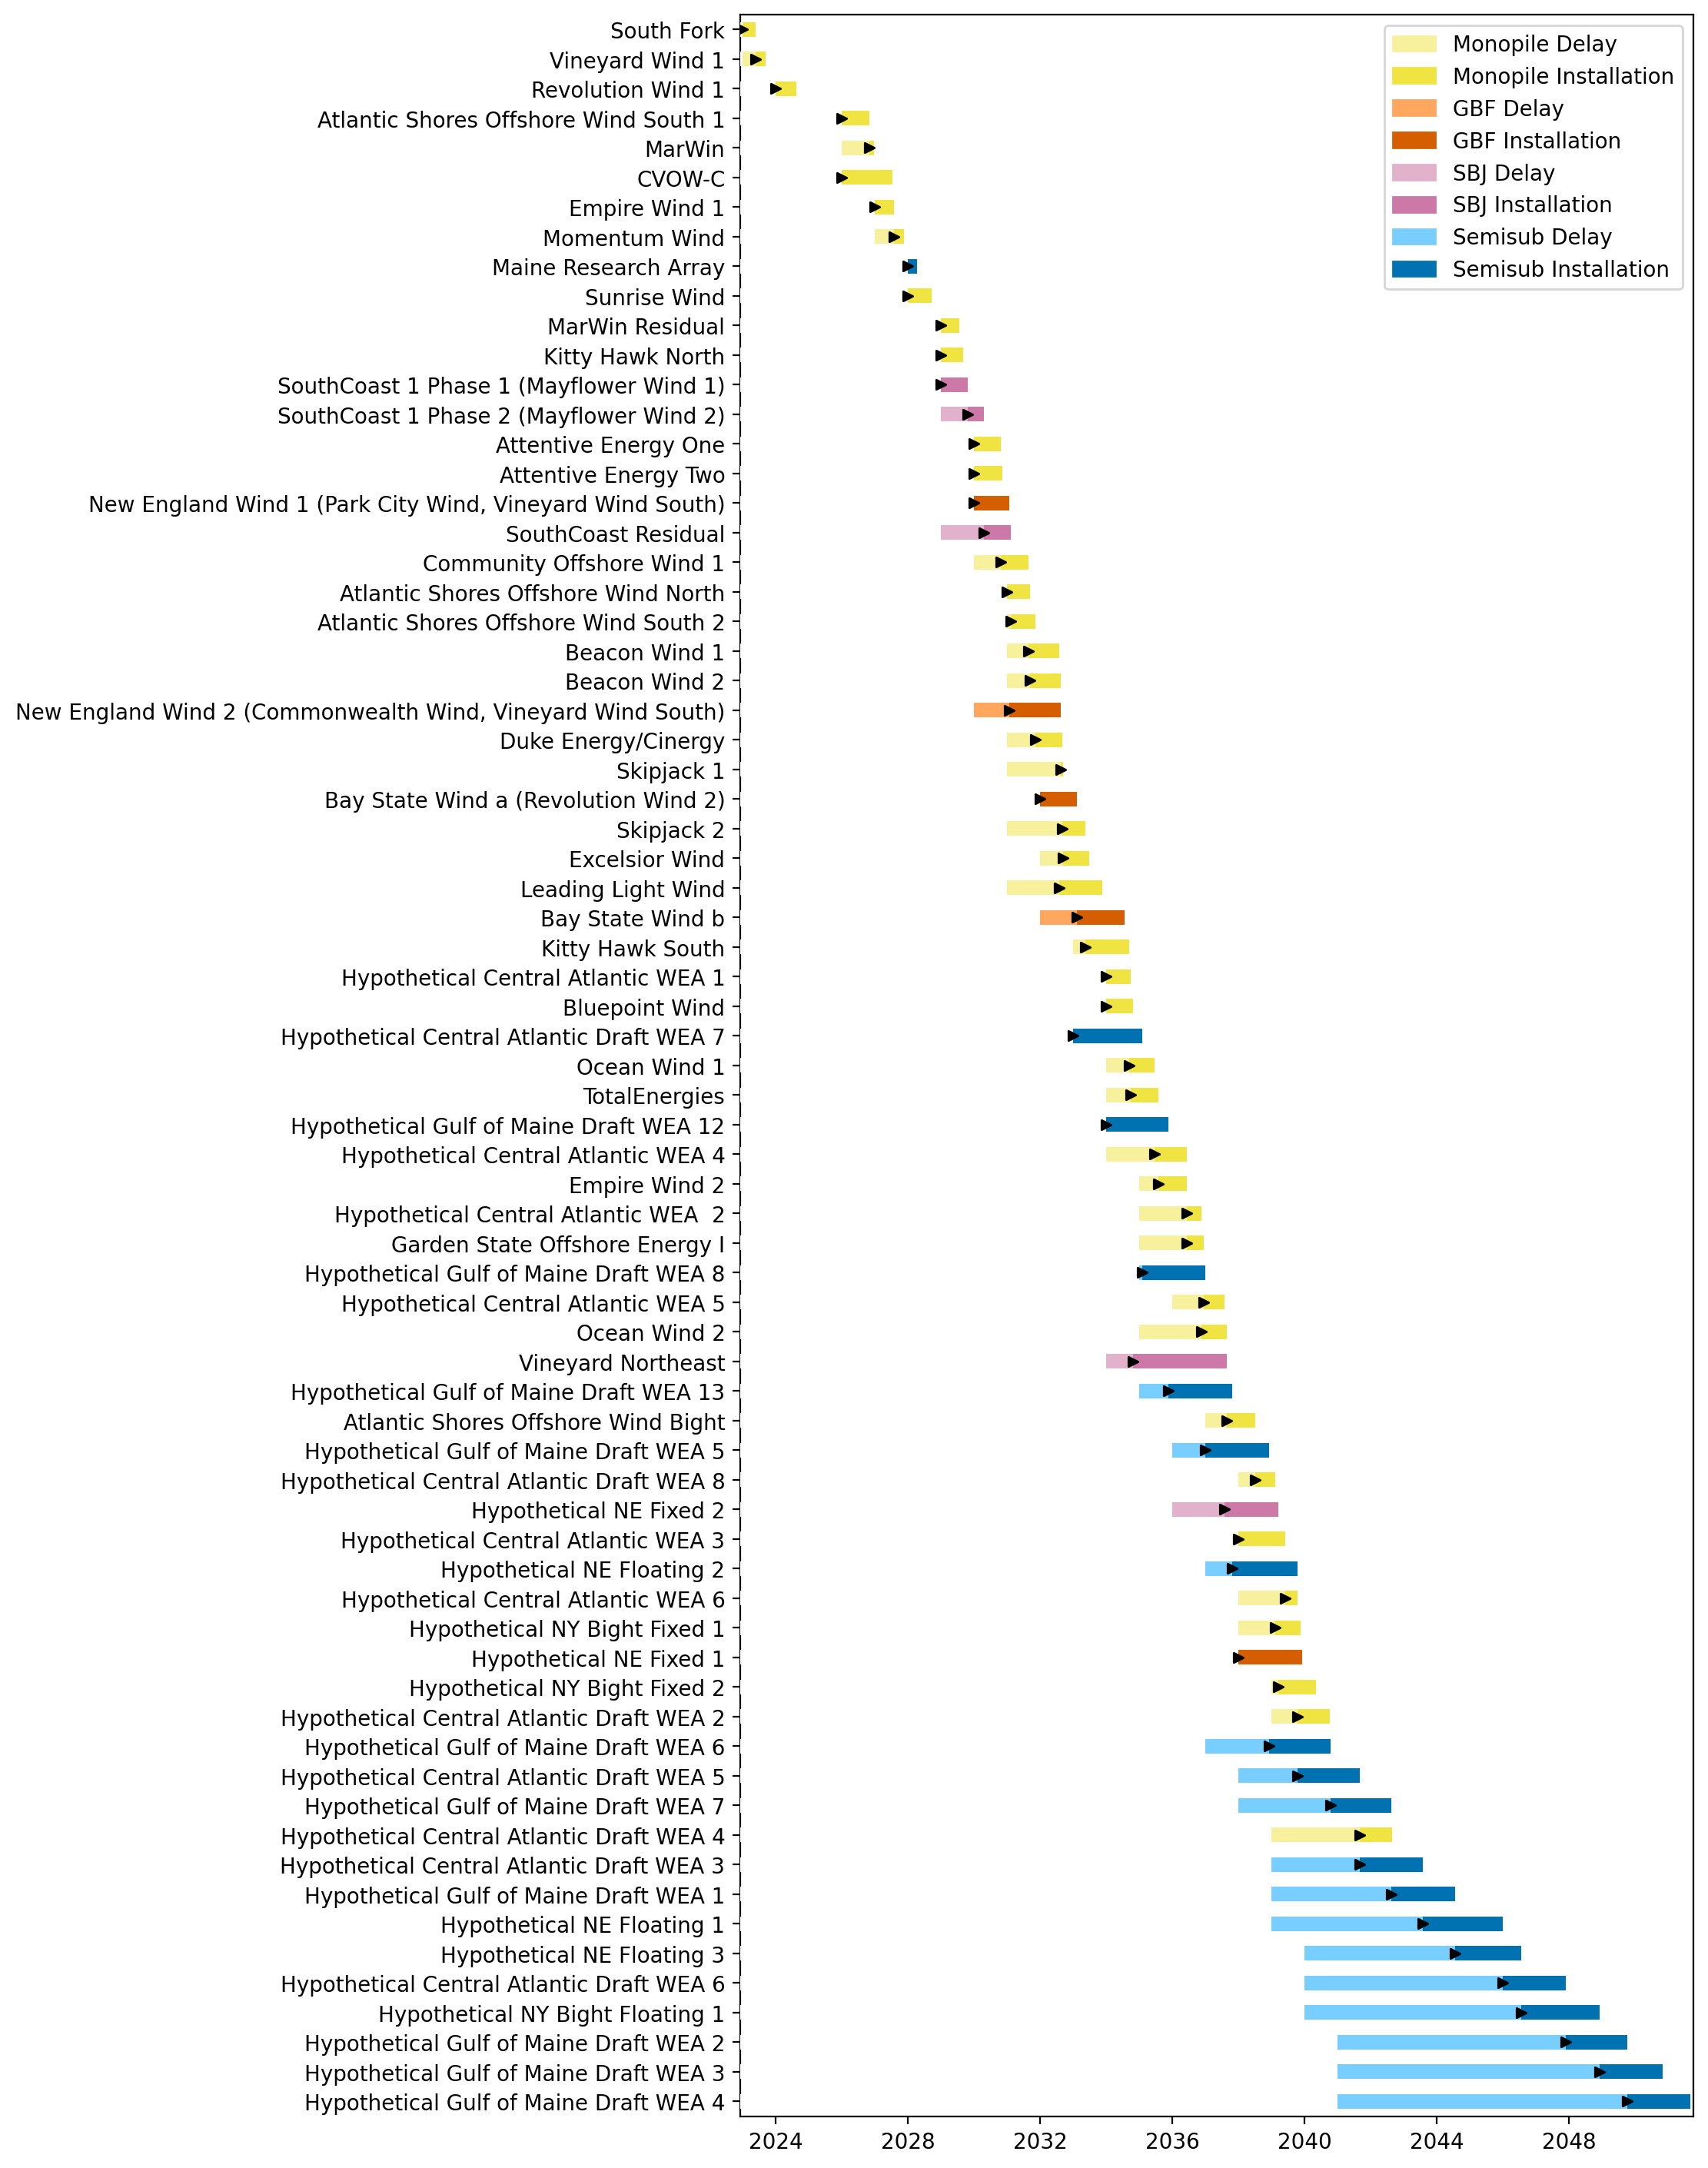 South Fork
Vineyard Wind 1
Revolution Wind 1
Atlantic Shores Offshore Wind South 1
MarWin
CVOW-C
Empire Wind 1
Momentum Wind
Maine Research Array
Sunrise Wind
MarWin Residual
Kitty Hawk North
SouthCoast 1 Phase 1 (Mayflower Wind 1)
SouthCoast 1 Phase 2 (Mayflower Wind 2)
Attentive Energy One
Attentive Energy Two
New England Wind 1 (Park City Wind, Vineyard Wind South)
SouthCoast Residual
Community Offshore Wind 1
Atlantic Shores Offshore Wind North
Atlantic Shores Offshore Wind South 2
Beacon Wind 1
Beacon Wind 2
New England Wind 2 (Commonwealth Wind, Vineyard Wind South)
Duke Energy/Cinergy
Skipjack 1
Bay State Wind a (Revolution Wind 2)
Skipjack 2
Excelsior Wind
Leading Light Wind
Bay State Wind b
Kitty Hawk South
Hypothetical Central Atlantic WEA 1
Bluepoint Wind
Hypothetical Central Atlantic Draft WEA 7
Ocean Wind 1
TotalEnergies
Hypothetical Gulf of Maine Draft WEA 12
Hypothetical Central Atlantic WEA 4
Empire Wind 2
Hypothetical Central Atlantic WEA  2
Garden State Offshore Energy I
Hypothetical Gulf of Maine Draft WEA 8
Hypothetical Central Atlantic WEA 5
Ocean Wind 2
Vineyard Northeast
Hypothetical Gulf of Maine Draft WEA 13
Atlantic Shores Offshore Wind Bight
Hypothetical Gulf of Maine Draft WEA 5
Hypothetical Central Atlantic Draft WEA 8
Hypothetical NE Fixed 2
Hypothetical Central Atlantic WEA 3
Hypothetical NE Floating 2
Hypothetical Central Atlantic WEA 6
Hypothetical NY Bight Fixed 1
Hypothetical NE Fixed 1
Hypothetical NY Bight Fixed 2
Hypothetical Central Atlantic Draft WEA 2
Hypothetical Gulf of Maine Draft WEA 6
Hypothetical Central Atlantic Draft WEA 5
Hypothetical Gulf of Maine Draft WEA 7
Hypothetical Central Atlantic Draft WEA 4
Hypothetical Central Atlantic Draft WEA 3
Hypothetical Gulf of Maine Draft WEA 1
Hypothetical NE Floating 1
Hypothetical NE Floating 3
Hypothetical Central Atlantic Draft WEA 6
Hypothetical NY Bight Floating 1
Hypothetical Gulf of Maine Draft WEA 2
Hypothetical Gulf of Maine Draft WEA 3
Hypothetical Gulf of Maine Draft WEA 4
Monopile Delay
Monopile Installation
GBF Delay
GBF Installation
SBJ Delay
SBJ Installation
Semisub Delay
Semisub Installation
2024 2028 2032 2036 2040 2044 2048